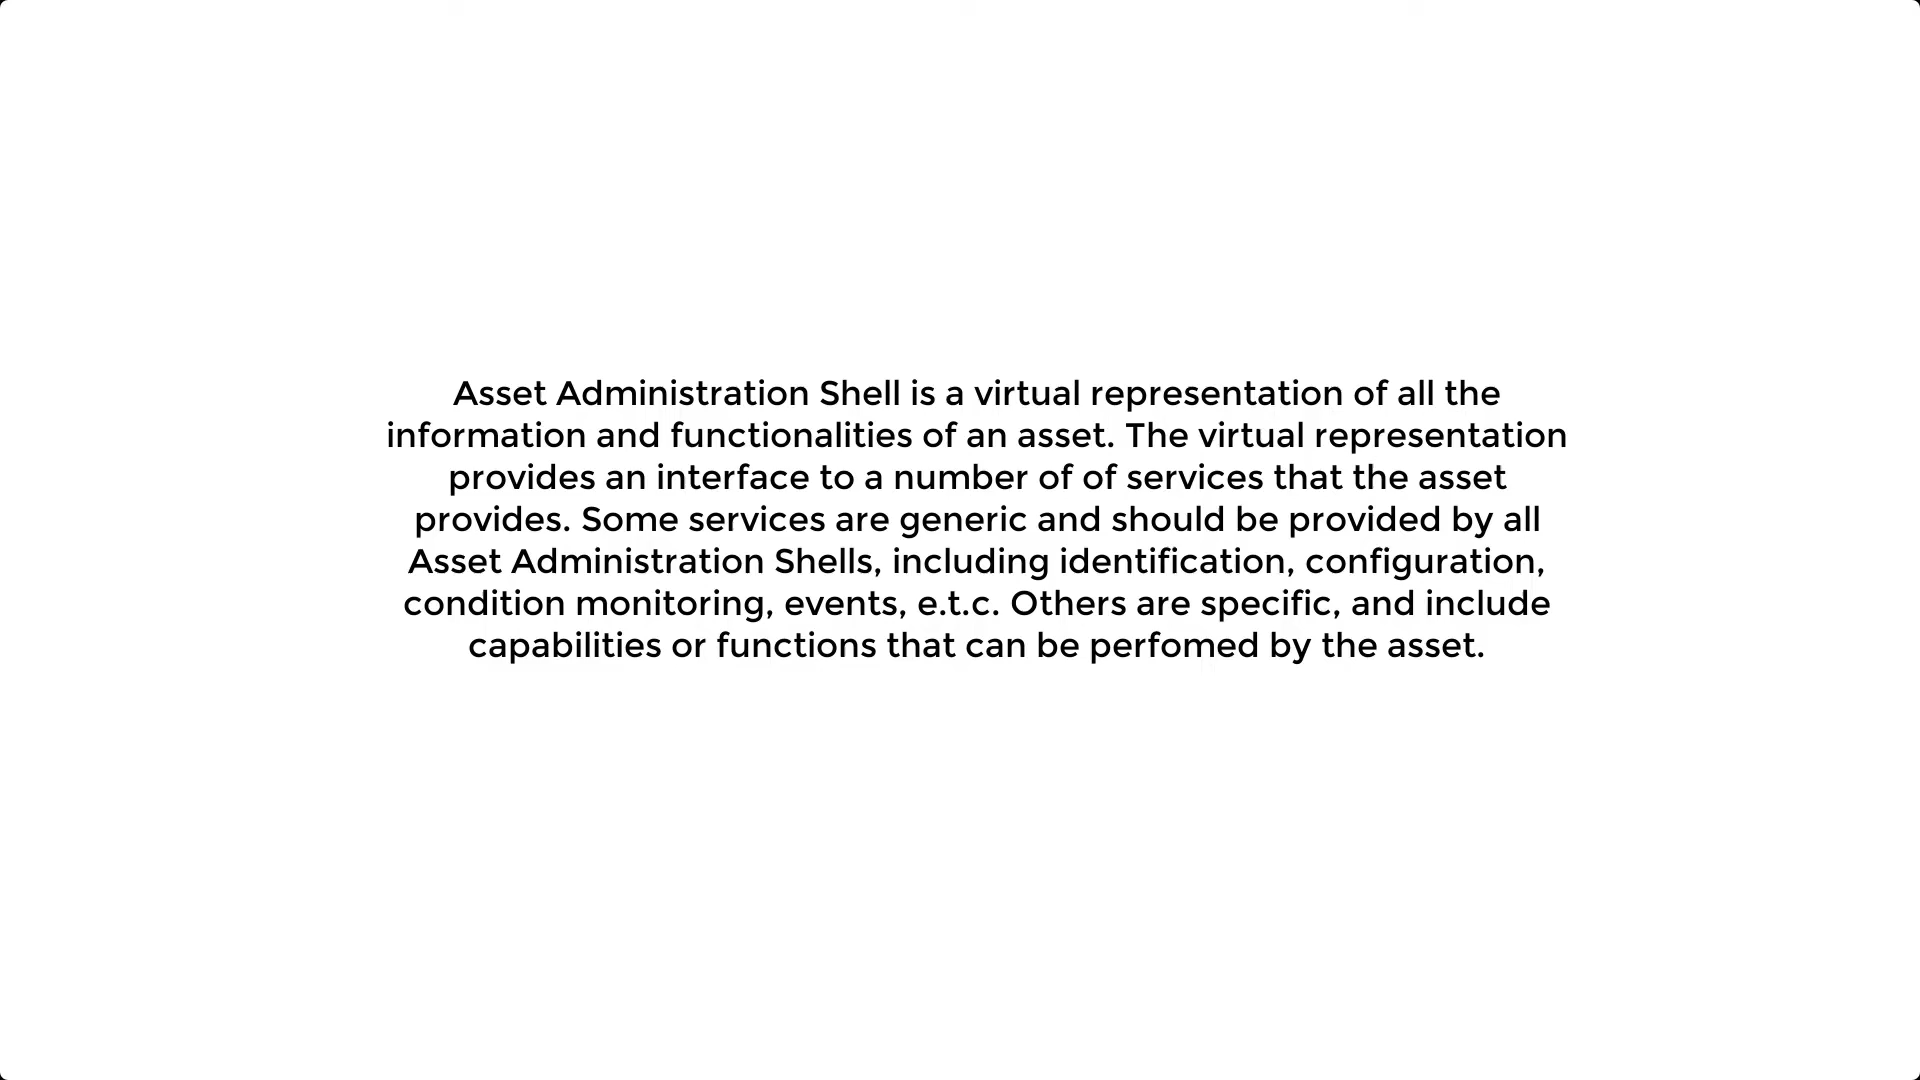 Asset Administration Shell is a virtual representation of all the
information and functionalities of an asset. The virtual representation
provides an interface to a number of of services that the asset
provides. Some services are generic and should be provided by all
Asset Administration Shells, including identification, configuration,
condition monitoring, events, e.t.c. Others are specific, and include
capabilities or functions that can be perfomed by the asset.